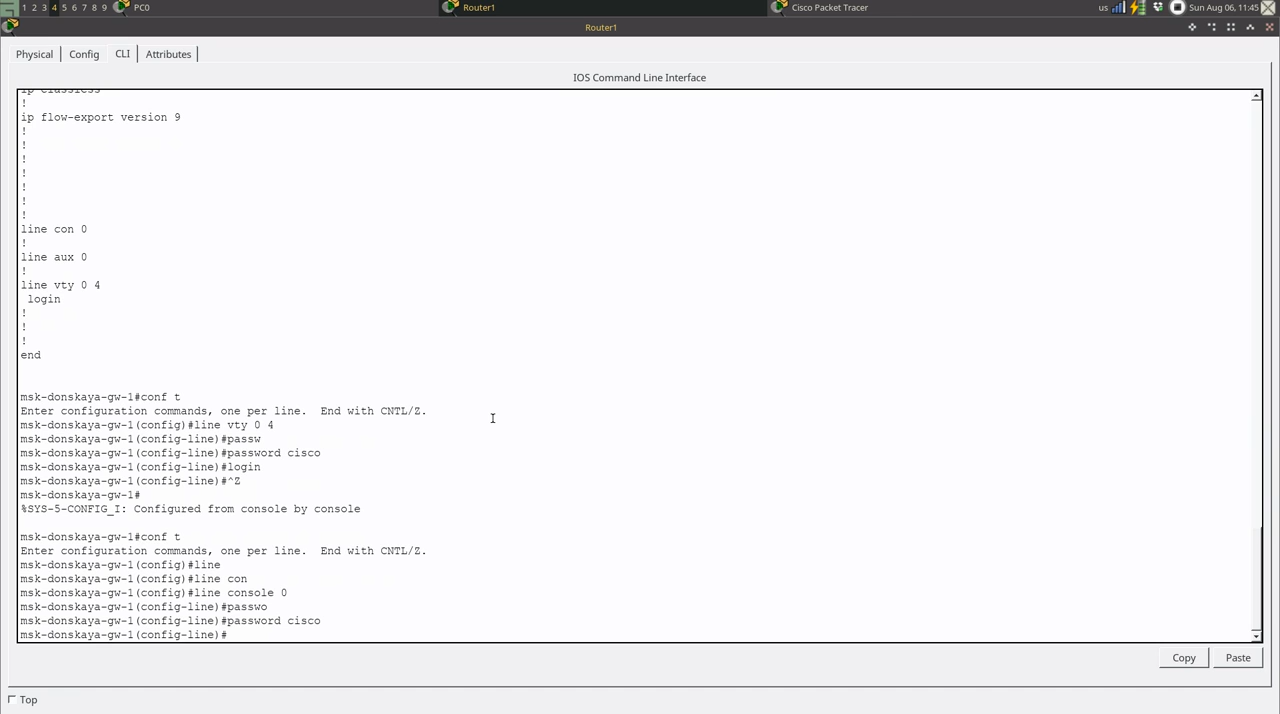 1 2 3 4 5 6 7 8 9 PC0 Router1 Cisco Packet Tracer us Sun Aug 06, 11:45
Router1
Physical Config CLI Attributes
IOS Command Line Interface
ip classless
!
ip flow-export version 9
!
!
!
!
!
!
!
line con 0
!
line aux 0
!
line vty 0 4
login
!
!
!
end
msk-donskaya-gw-1#conf t
Enter configuration commands, one per line. End with CNTL/Z.
msk-donskaya-gw-1(config)#line vty 0 4
msk-donskaya-gw-1(config-line)#passw
msk-donskaya-gw-1(config-line)#password cisco
msk-donskaya-gw-1(config-line)#login
msk-donskaya-gw-1(config-line)#^Z
msk-donskaya-gw-1#
%SYS-5-CONFIG_I: Configured from console by console
msk-donskaya-gw-1#conf t
Enter configuration commands, one per line. End with CNTL/Z.
msk-donskaya-gw-1(config)#line
msk-donskaya-gw-1(config)#line con
msk-donskaya-gw-1(config)#line console 0
msk-donskaya-gw-1(config-line)#passwo
msk-donskaya-gw-1(config-line)#password cisco
msk-donskaya-gw-1(config-line)#
Copy Paste
Top